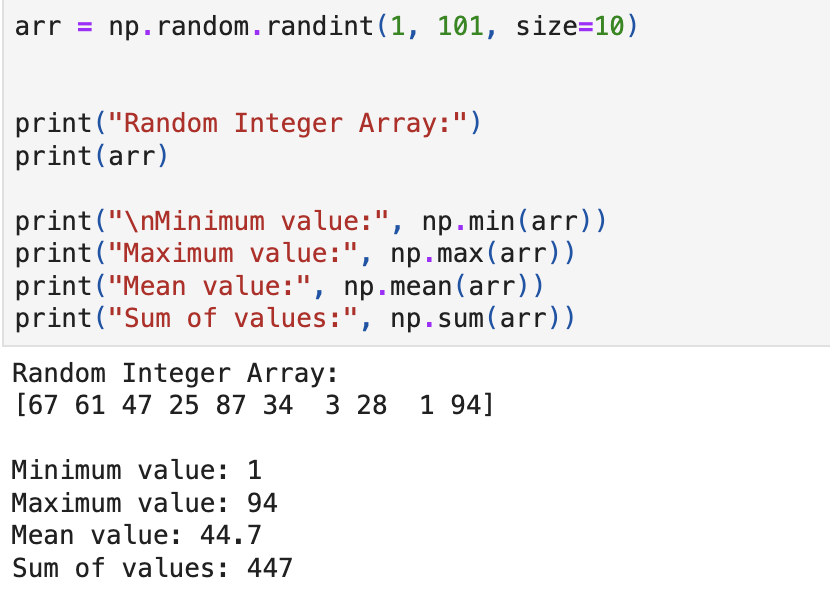 arr = np.random.randint(1, 101, size=10)
print("Random Integer Array:")
print(arr)
print("\nMinimum value:", np.min(arr))
print("Maximum value:", np.max(arr))
print("Mean value:", np.mean(arr))
print("Sum of values:", np.sum(arr))
Random Integer Array:
[67 61 47 25 87 34  3 28  1 94]
Minimum value: 1
Maximum value: 94
Mean value: 44.7
Sum of values: 447